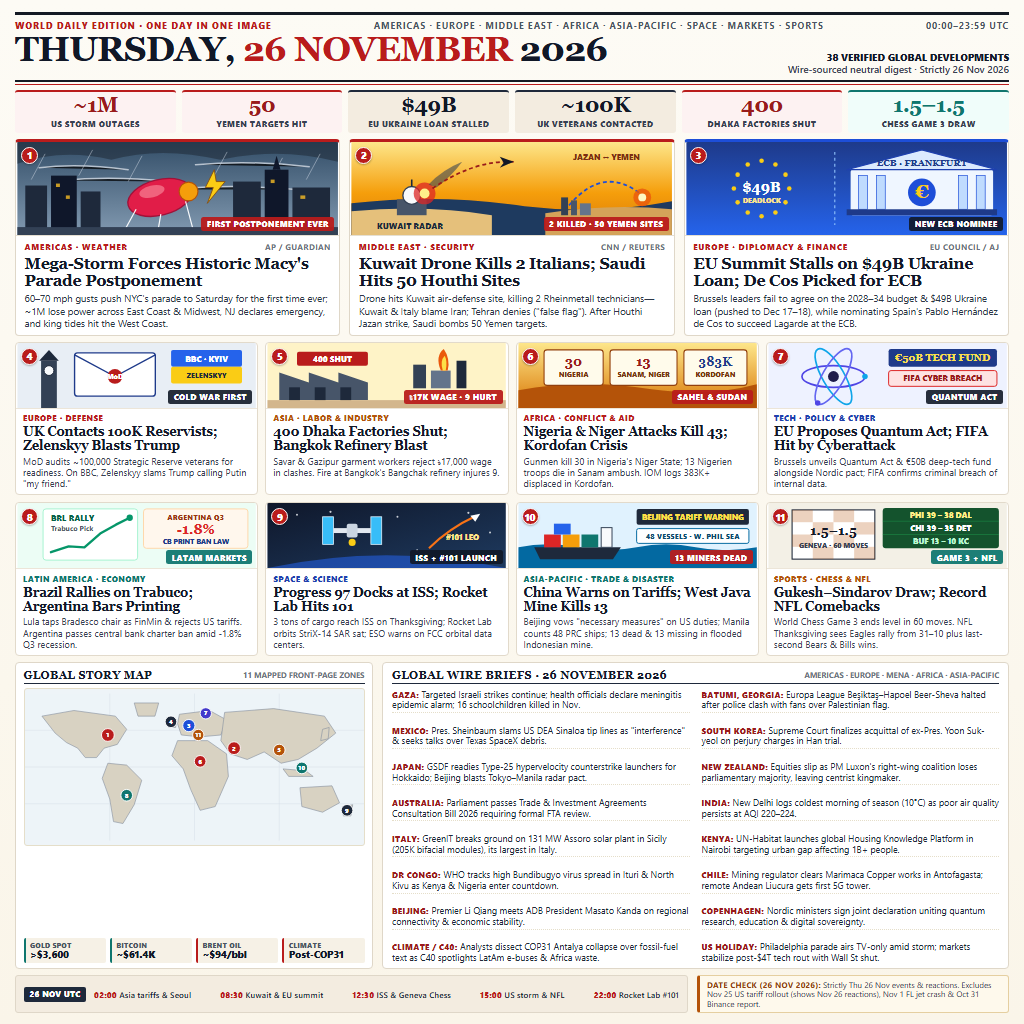 WORLD DAILY EDITION · ONE DAY IN ONE IMAGE
AMERICAS · EUROPE · MIDDLE EAST · AFRICA · ASIA-PACIFIC · SPACE · MARKETS · SPORTS
00:00–23:59 UTC
THURSDAY, 26 NOVEMBER 2026
38 VERIFIED GLOBAL DEVELOPMENTS
Wire-sourced neutral digest · Strictly 26 Nov 2026
~1M
US STORM OUTAGES
50
YEMEN TARGETS HIT
$49B
EU UKRAINE LOAN STALLED
~100K
UK VETERANS CONTACTED
400
DHAKA FACTORIES SHUT
1.5–1.5
CHESS GAME 3 DRAW
1
FIRST POSTPONEMENT EVER
AMERICAS · WEATHER
AP / GUARDIAN
Mega-Storm Forces Historic Macy's
Parade Postponement
60–70 mph gusts push NYC's parade to Saturday for the first time ever;
~1M lose power across East Coast & Midwest, NJ declares emergency,
and king tides hit the West Coast.
2
JAZAN ↔ YEMEN
KUWAIT RADAR
2 KILLED · 50 YEMEN SITES
MIDDLE EAST · SECURITY
CNN / REUTERS
Kuwait Drone Kills 2 Italians; Saudi
Hits 50 Houthi Sites
Drone hits Kuwait air-defense site, killing 2 Rheinmetall technicians—
Kuwait & Italy blame Iran; Tehran denies ("false flag"). After Houthi
Jazan strike, Saudi bombs 50 Yemen targets.
3
$49B
DEADLOCK
ECB · FRANKFURT
€
NEW ECB NOMINEE
EUROPE · DIPLOMACY & FINANCE
EU COUNCIL / AJ
EU Summit Stalls on $49B Ukraine
Loan; De Cos Picked for ECB
Brussels leaders fail to agree on the 2028–34 budget & $49B Ukraine
loan (pushed to Dec 17–18), while nominating Spain's Pablo Hernández
de Cos to succeed Lagarde at the ECB.
4
BBC · KYIV
ZELENSKYY
COLD WAR FIRST
EUROPE · DEFENSE
UK Contacts 100K Reservists;
Zelenskyy Blasts Trump
MoD audits ~100,000 Strategic Reserve veterans for
readiness. On BBC, Zelenskyy slams Trump calling Putin
"my friend."
5
400 SHUT
৳17K WAGE · 9 HURT
ASIA · LABOR & INDUSTRY
400 Dhaka Factories Shut;
Bangkok Refinery Blast
Savar & Gazipur garment workers reject ৳17,000 wage
in clashes. Fire at Bangkok's Bangchak refinery injures 9.
6
30
NIGERIA
13
SANAM, NIGER
383K
KORDOFAN
SAHEL & SUDAN
AFRICA · CONFLICT & AID
Nigeria & Niger Attacks Kill 43;
Kordofan Crisis
Gunmen kill 30 in Nigeria's Niger State; 13 Nigerien
troops die in Sanam ambush. IOM logs 383K+
displaced in Kordofan.
7
€50B TECH FUND
FIFA CYBER BREACH
QUANTUM ACT
TECH · POLICY & CYBER
EU Proposes Quantum Act; FIFA
Hit by Cyberattack
Brussels unveils Quantum Act & €50B deep-tech fund
alongside Nordic pact; FIFA confirms criminal breach of
internal data.
8
BRL RALLY
Trabuco Pick
ARGENTINA Q3
-1.8%
CB PRINT BAN LAW
LATAM MARKETS
LATIN AMERICA · ECONOMY
Brazil Rallies on Trabuco;
Argentina Bars Printing
Lula taps Bradesco chair as FinMin & rejects US tariffs.
Argentina passes central bank charter ban amid -1.8%
Q3 recession.
9
#101 LEO
ISS + #101 LAUNCH
SPACE & SCIENCE
Progress 97 Docks at ISS; Rocket
Lab Hits 101
3 tons of cargo reach ISS on Thanksgiving; Rocket Lab
orbits StriX-14 SAR sat; ESO warns on FCC orbital data
centers.
10
BEIJING TARIFF WARNING
48 VESSELS · W. PHIL SEA
13 MINERS DEAD
ASIA-PACIFIC · TRADE & DISASTER
China Warns on Tariffs; West Java
Mine Kills 13
Beijing vows "necessary measures" on US duties; Manila
counts 48 PRC ships; 13 dead & 13 missing in flooded
Indonesian mine.
11
1.5–1.5
GENEVA · 60 MOVES
PHI 39 – 38 DAL
CHI 39 – 35 DET
BUF 13 – 10 KC
GAME 3 + NFL
SPORTS · CHESS & NFL
Gukesh–Sindarov Draw; Record
NFL Comebacks
World Chess Game 3 ends level in 60 moves. NFL
Thanksgiving sees Eagles rally from 31–10 plus last-
second Bears & Bills wins.
GLOBAL STORY MAP
11 MAPPED FRONT-PAGE ZONES
7
4
3
1
11
2
5
6
10
8
9
GOLD SPOT
>$3,600
BITCOIN
~$61.4K
BRENT OIL
~$94/bbl
CLIMATE
Post-COP31
GLOBAL WIRE BRIEFS · 26 NOVEMBER 2026
AMERICAS · EUROPE · MENA · AFRICA · ASIA-PACIFIC
GAZA: Targeted Israeli strikes continue; health officials declare meningitis
epidemic alarm; 16 schoolchildren killed in Nov.
MEXICO: Pres. Sheinbaum slams US DEA Sinaloa tip lines as "interference"
& seeks talks over Texas SpaceX debris.
JAPAN: GSDF readies Type-25 hypervelocity counterstrike launchers for
Hokkaido; Beijing blasts Tokyo–Manila radar pact.
AUSTRALIA: Parliament passes Trade & Investment Agreements
Consultation Bill 2026 requiring formal FTA review.
ITALY: GreenIT breaks ground on 131 MW Assoro solar plant in Sicily
(205K bifacial modules), its largest in Italy.
DR CONGO: WHO tracks high Bundibugyo virus spread in Ituri & North
Kivu as Kenya & Nigeria enter countdown.
BEIJING: Premier Li Qiang meets ADB President Masato Kanda on regional
connectivity & economic stability.
CLIMATE / C40: Analysts dissect COP31 Antalya collapse over fossil-fuel
text as C40 spotlights LatAm e-buses & Africa waste.
BATUMI, GEORGIA: Europa League Beşiktaş–Hapoel Beer-Sheva halted
after police clash with fans over Palestinian flag.
SOUTH KOREA: Supreme Court finalizes acquittal of ex-Pres. Yoon Suk-
yeol on perjury charges in Han trial.
NEW ZEALAND: Equities slip as PM Luxon's right-wing coalition loses
parliamentary majority, leaving centrist kingmaker.
INDIA: New Delhi logs coldest morning of season (10°C) as poor air quality
persists at AQI 220–224.
KENYA: UN-Habitat launches global Housing Knowledge Platform in
Nairobi targeting urban gap affecting 1B+ people.
CHILE: Mining regulator clears Marimaca Copper works in Antofagasta;
remote Andean Liucura gets first 5G tower.
COPENHAGEN: Nordic ministers sign joint declaration uniting quantum
research, education & digital sovereignty.
US HOLIDAY: Philadelphia parade airs TV-only amid storm; markets
stabilize post-$4T tech rout with Wall St shut.
26 NOV UTC
02:00 Asia tariffs & Seoul
08:30 Kuwait & EU summit
12:30 ISS & Geneva Chess
15:00 US storm & NFL
22:00 Rocket Lab #101
DATE CHECK (26 NOV 2026): Strictly Thu 26 Nov events & reactions. Excludes
Nov 25 US tariff rollout (shows Nov 26 reactions), Nov 1 FL jet crash & Oct 31
Binance report.